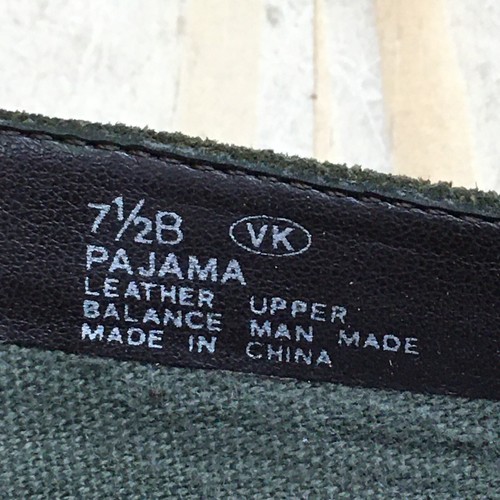 7½B VK
PAJAMA
LEATHER UPPER
BALANCE MAN MADE
MADE IN CHINA